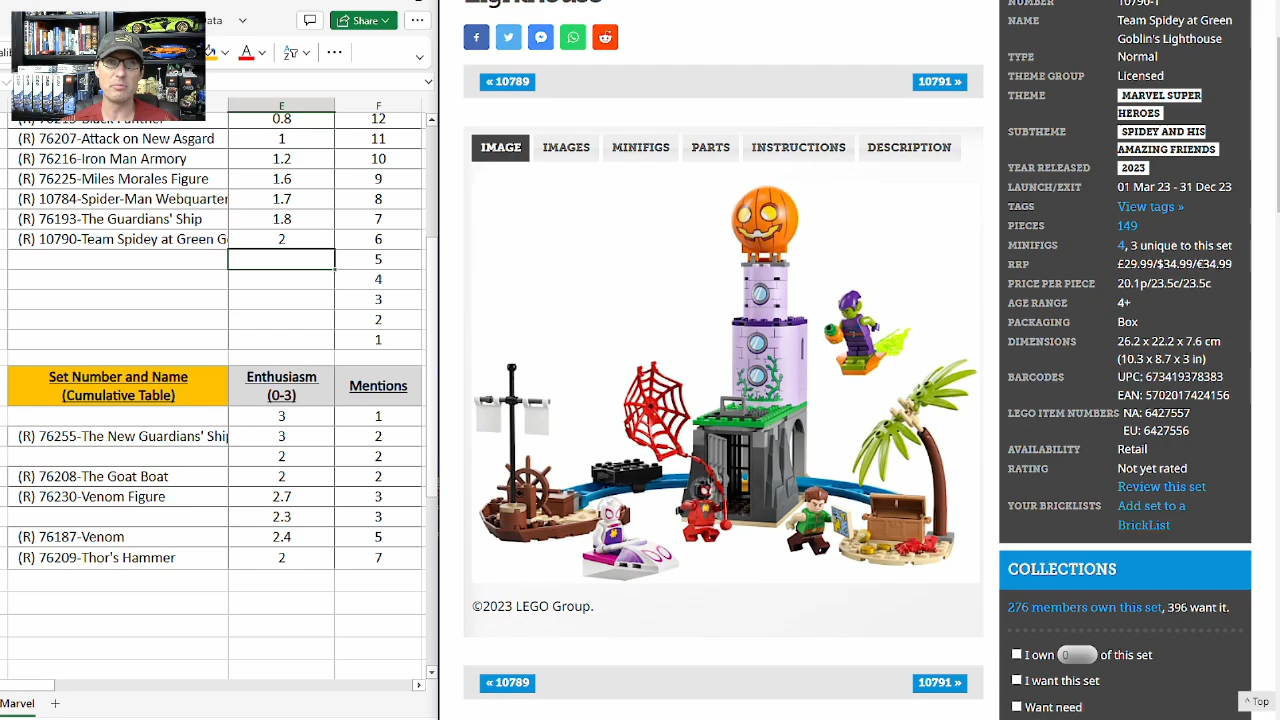 ata
Share
E
F
0.8
12
(R) 76207-Attack on New Asgard
1
11
(R) 76216-Iron Man Armory
1.2
10
(R) 76225-Miles Morales Figure
1.6
9
(R) 10784-Spider-Man Webquarter
1.7
8
(R) 76193-The Guardians' Ship
1.8
7
(R) 10790-Team Spidey at Green G
2
6
5
4
3
2
1
Set Number and Name
(Cumulative Table)
Enthusiasm
(0-3)
Mentions
3
1
(R) 76255-The New Guardians' Ship
3
2
2
2
(R) 76208-The Goat Boat
2
2
(R) 76230-Venom Figure
2.7
3
2.3
3
(R) 76187-Venom
2.4
5
(R) 76209-Thor's Hammer
2
7
Marvel
« 10789
10791 »
IMAGE
IMAGES
MINIFIGS
PARTS
INSTRUCTIONS
DESCRIPTION
©2023 LEGO Group.
« 10789
10791 »
NAME
Team Spidey at Green
Goblin's Lighthouse
TYPE
Normal
THEME GROUP
Licensed
THEME
MARVEL SUPER
HEROES
SUBTHEME
SPIDEY AND HIS
AMAZING FRIENDS
YEAR RELEASED
2023
LAUNCH/EXIT
01 Mar 23 - 31 Dec 23
TAGS
View tags »
PIECES
149
MINIFIGS
4, 3 unique to this set
RRP
£29.99/$34.99/€34.99
PRICE PER PIECE
20.1p/23.5c/23.5c
AGE RANGE
4+
PACKAGING
Box
DIMENSIONS
26.2 x 22.2 x 7.6 cm
(10.3 x 8.7 x 3 in)
BARCODES
UPC: 673419378383
EAN: 5702017424156
LEGO ITEM NUMBERS
NA: 6427557
EU: 6427556
AVAILABILITY
Retail
RATING
Not yet rated
Review this set
YOUR BRICKLISTS
Add set to a
BrickList
COLLECTIONS
276 members own this set, 396 want it.
I own 0 of this set
I want this set
Want need
^ Top